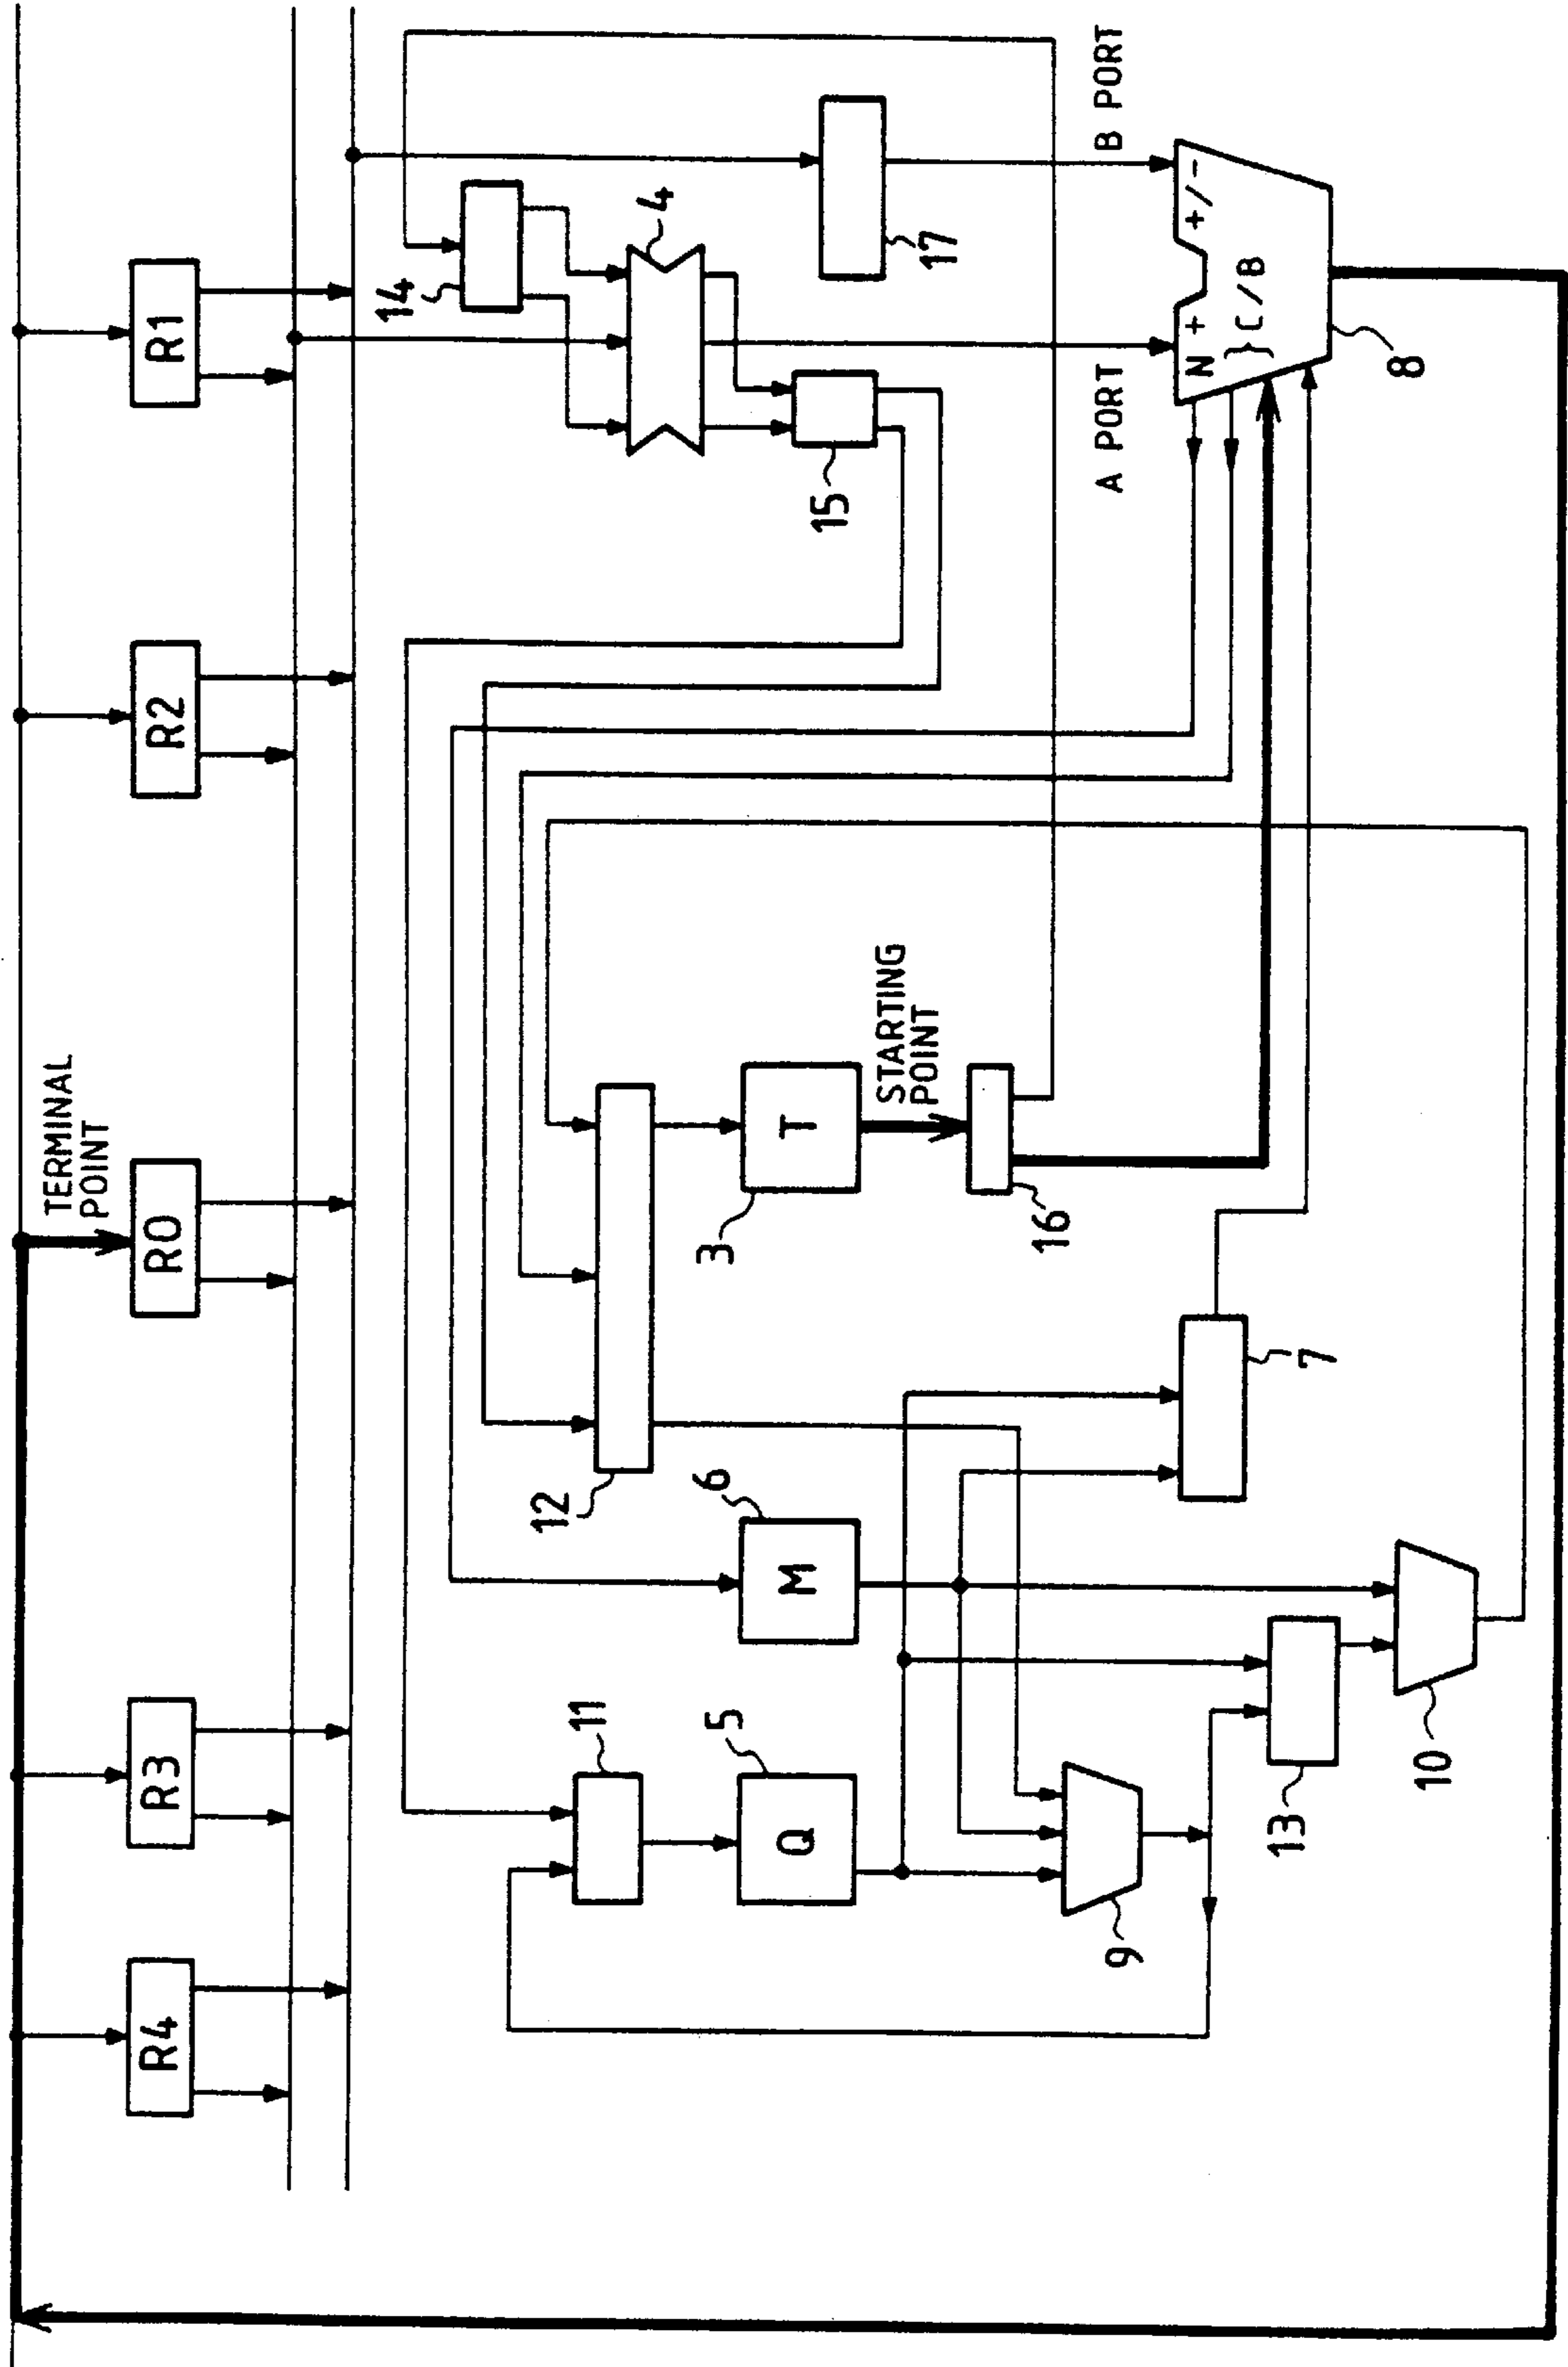 TERMINAL
POINT
R4
R3
R0
R2
R1
14
4
11
12
5
Q
6
M
3
T
STARTING
POINT
15
17
16
A PORT
B PORT
9
13
10
7
N
+
+/-
} C/B
8